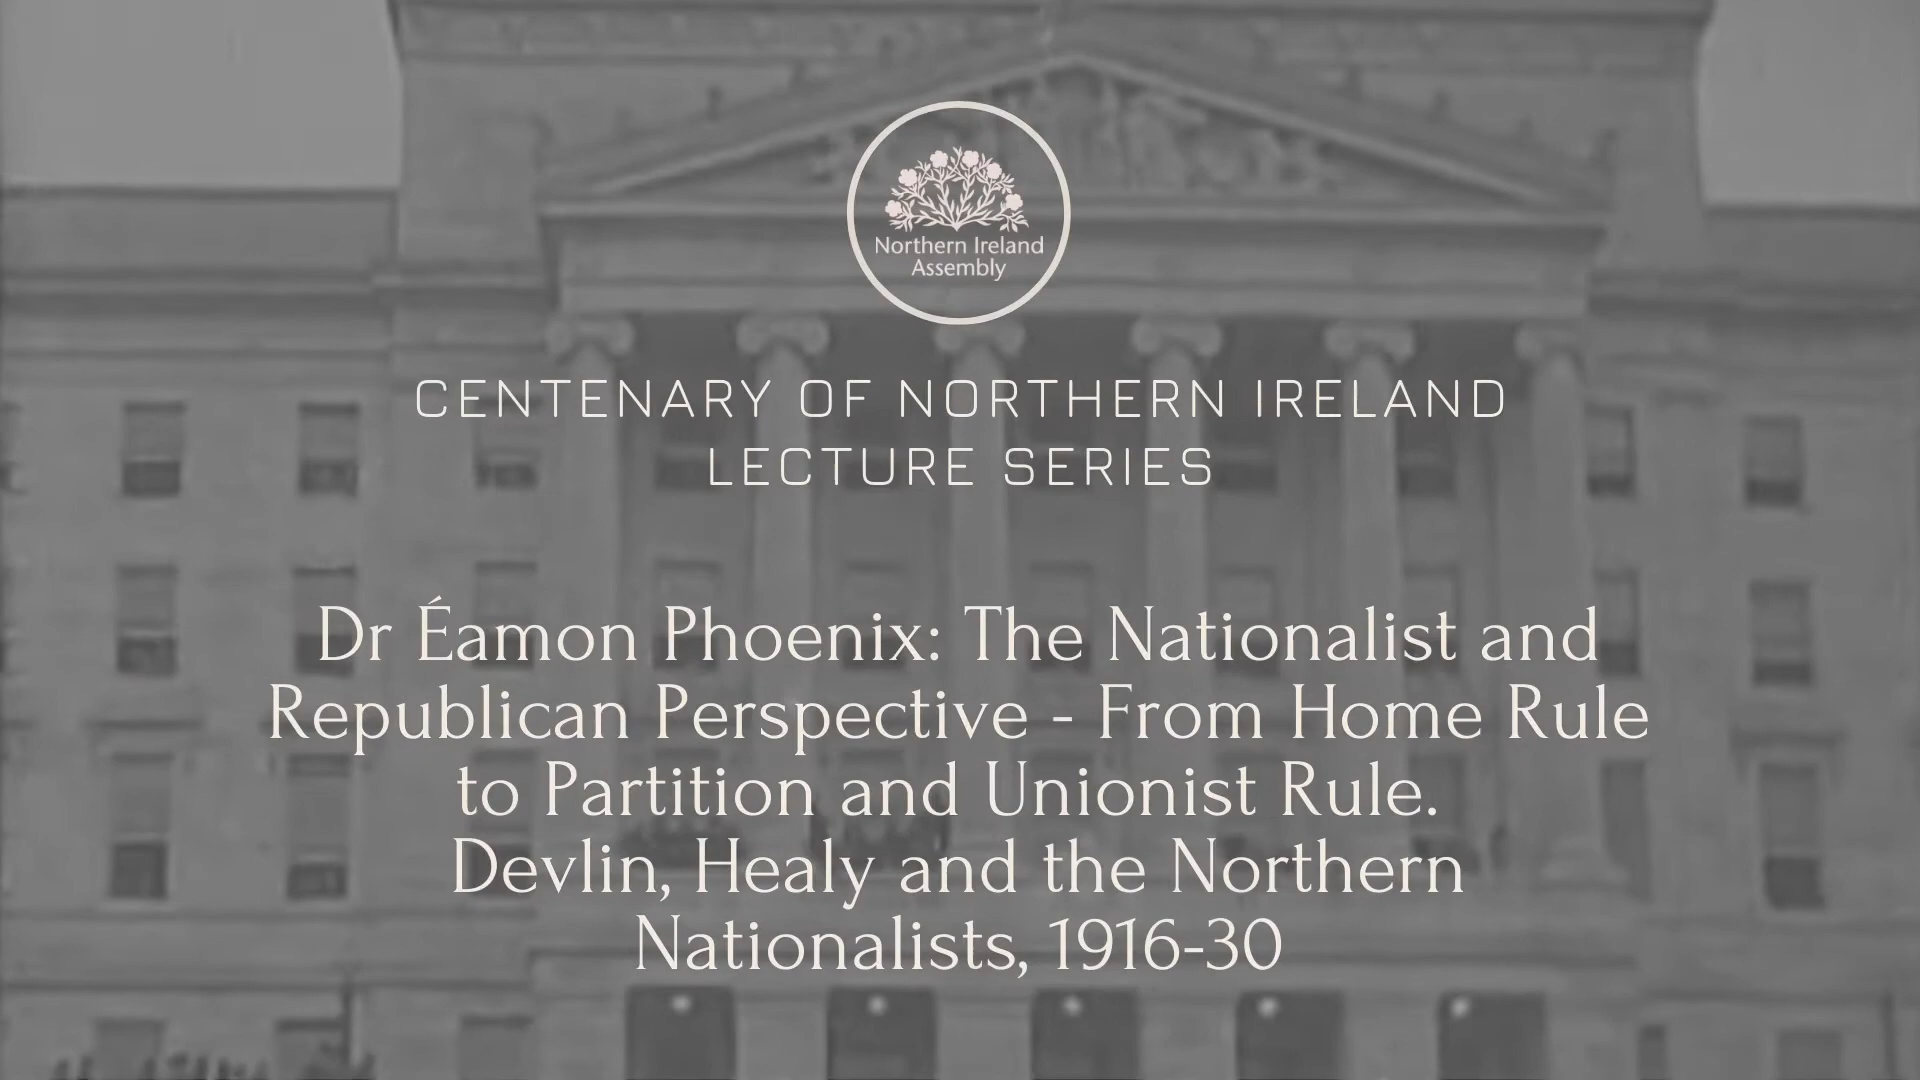 Northern Ireland
Assembly
CENTENARY OF NORTHERN IRELAND
LECTURE SERIES
Dr Éamon Phoenix: The Nationalist and
Republican Perspective - From Home Rule
to Partition and Unionist Rule.
Devlin, Healy and the Northern
Nationalists, 1916-30